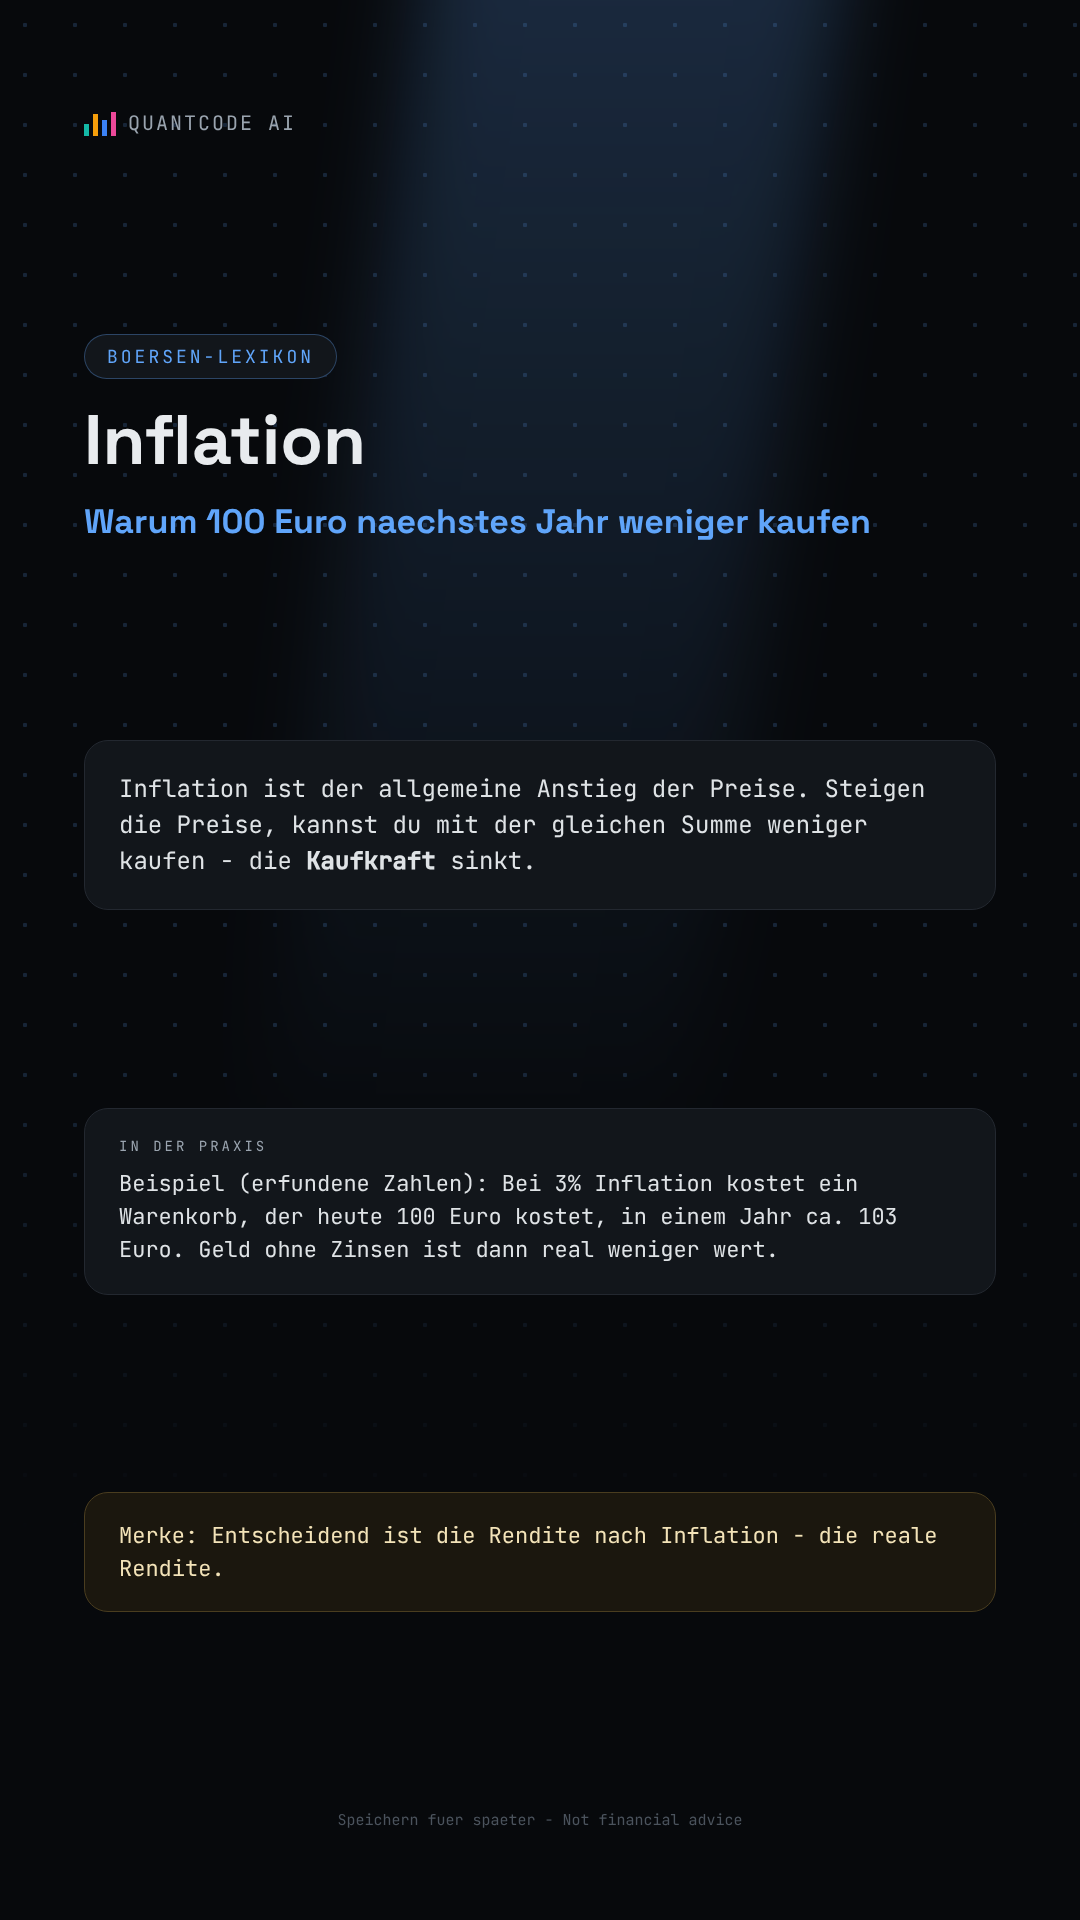 QUANTCODE AI
BOERSEN-LEXIKON
Inflation
Warum 100 Euro naechstes Jahr weniger kaufen
Inflation ist der allgemeine Anstieg der Preise. Steigen
die Preise, kannst du mit der gleichen Summe weniger
kaufen - die Kaufkraft sinkt.
IN DER PRAXIS
Beispiel (erfundene Zahlen): Bei 3% Inflation kostet ein
Warenkorb, der heute 100 Euro kostet, in einem Jahr ca. 103
Euro. Geld ohne Zinsen ist dann real weniger wert.
Merke: Entscheidend ist die Rendite nach Inflation - die reale
Rendite.
Speichern fuer spaeter - Not financial advice